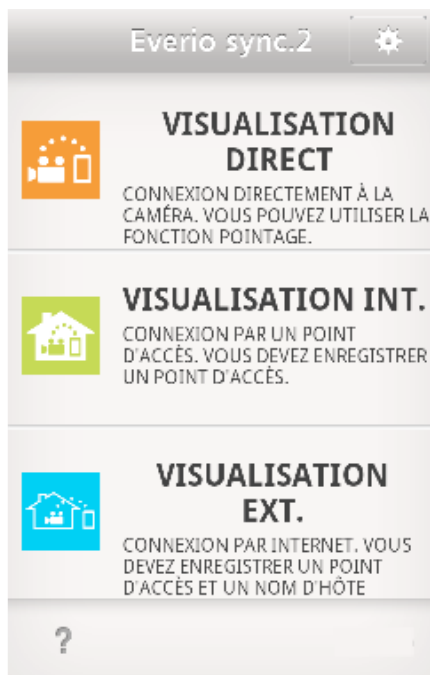 Everio sync.2
VISUALISATION
DIRECT
CONNEXION DIRECTEMENT À LA
CAMÉRA. VOUS POUVEZ UTILISER LA
FONCTION POINTAGE.
VISUALISATION INT.
CONNEXION PAR UN POINT
D'ACCÈS. VOUS DEVEZ ENREGISTRER
UN POINT D'ACCÈS.
VISUALISATION
EXT.
CONNEXION PAR INTERNET. VOUS
DEVEZ ENREGISTRER UN POINT
D'ACCÈS ET UN NOM D'HÔTE
?